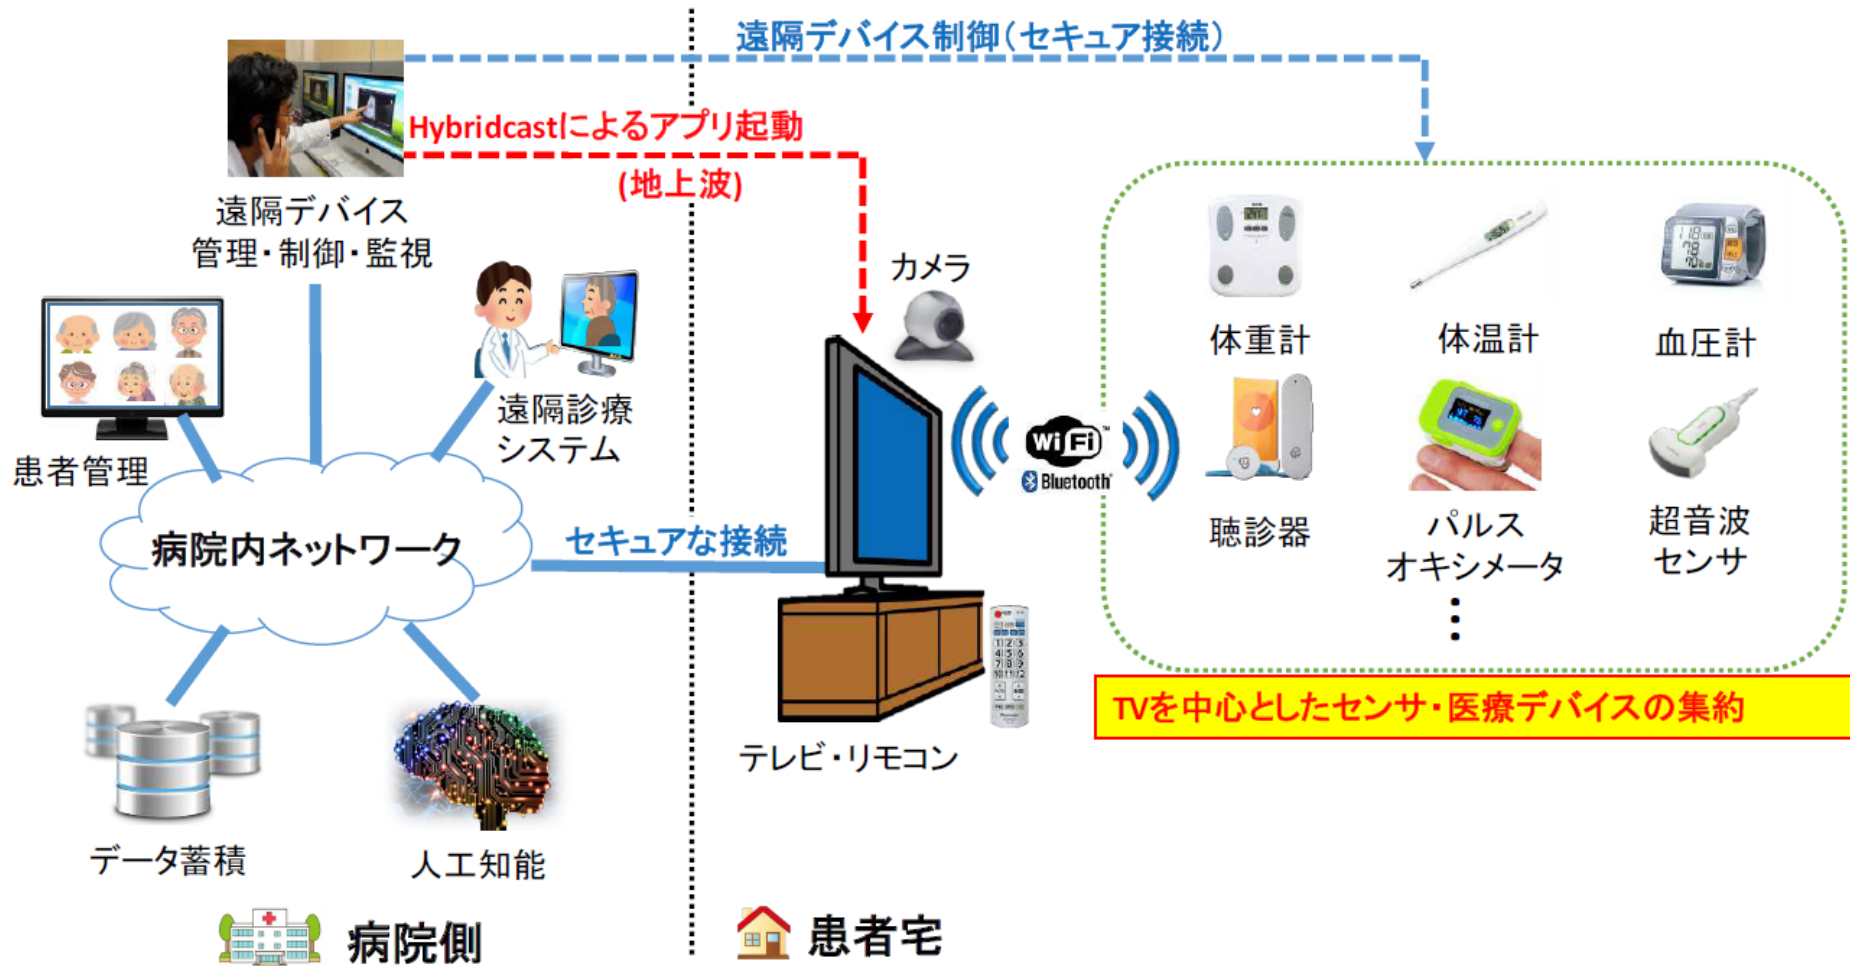 遠隔デバイス制御(セキュア接続)
Hybridcastによるアプリ起動
(地上波)
遠隔デバイス
管理・制御・監視
カメラ
体重計
体温計
血圧計
遠隔診療
システム
患者管理
WiFi™
Bluetooth®
聴診器
パルス
オキシメータ
超音波
センサ
病院内ネットワーク
セキュアな接続
TVを中心としたセンサ・医療デバイスの集約
テレビ・リモコン
データ蓄積
人工知能
病院側
患者宅